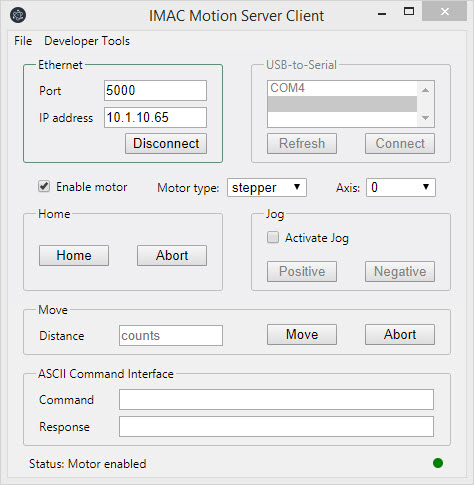 IMAC Motion Server Client
File Developer Tools
Ethernet
Port 5000
IP address 10.1.10.65
Disconnect
USB-to-Serial
COM4
Refresh Connect
Enable motor Motor type: stepper Axis: 0
Home
Home Abort
Jog
Activate Jog
Positive Negative
Move
Distance counts Move Abort
ASCII Command Interface
Command
Response
Status: Motor enabled